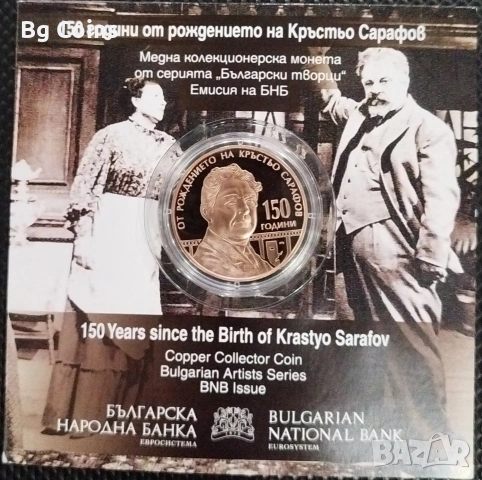 Bg Coins
150 години от рождението на Кръстьо Сарафов
Медна колекционерска монета
от серията „Български творци“
Емисия на БНБ
ОТ РОЖДЕНИЕТО НА КРЪСТЬО САРАФОВ
150
ГОДИНИ
150 Years since the Birth of Krastyo Sarafov
Copper Collector Coin
Bulgarian Artists Series
BNB Issue
БЪЛГАРСКА
НАРОДНА БАНКА
ЕВРОСИСТЕМА
BULGARIAN
NATIONAL BANK
EUROSYSTEM
BAZAR